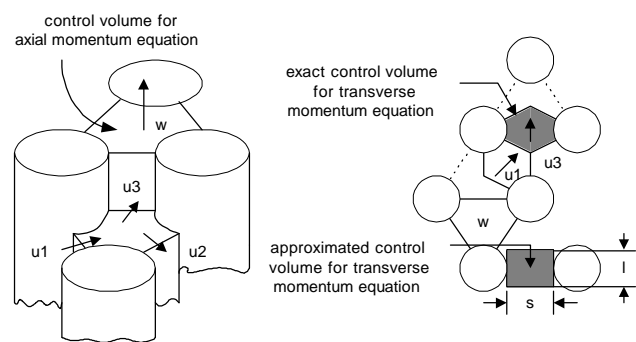 control volume for
axial momentum equation
w
u3
u1
u2
exact control volume
for transverse
momentum equation
u1
u3
w
approximated control
volume for transverse
momentum equation
s
l